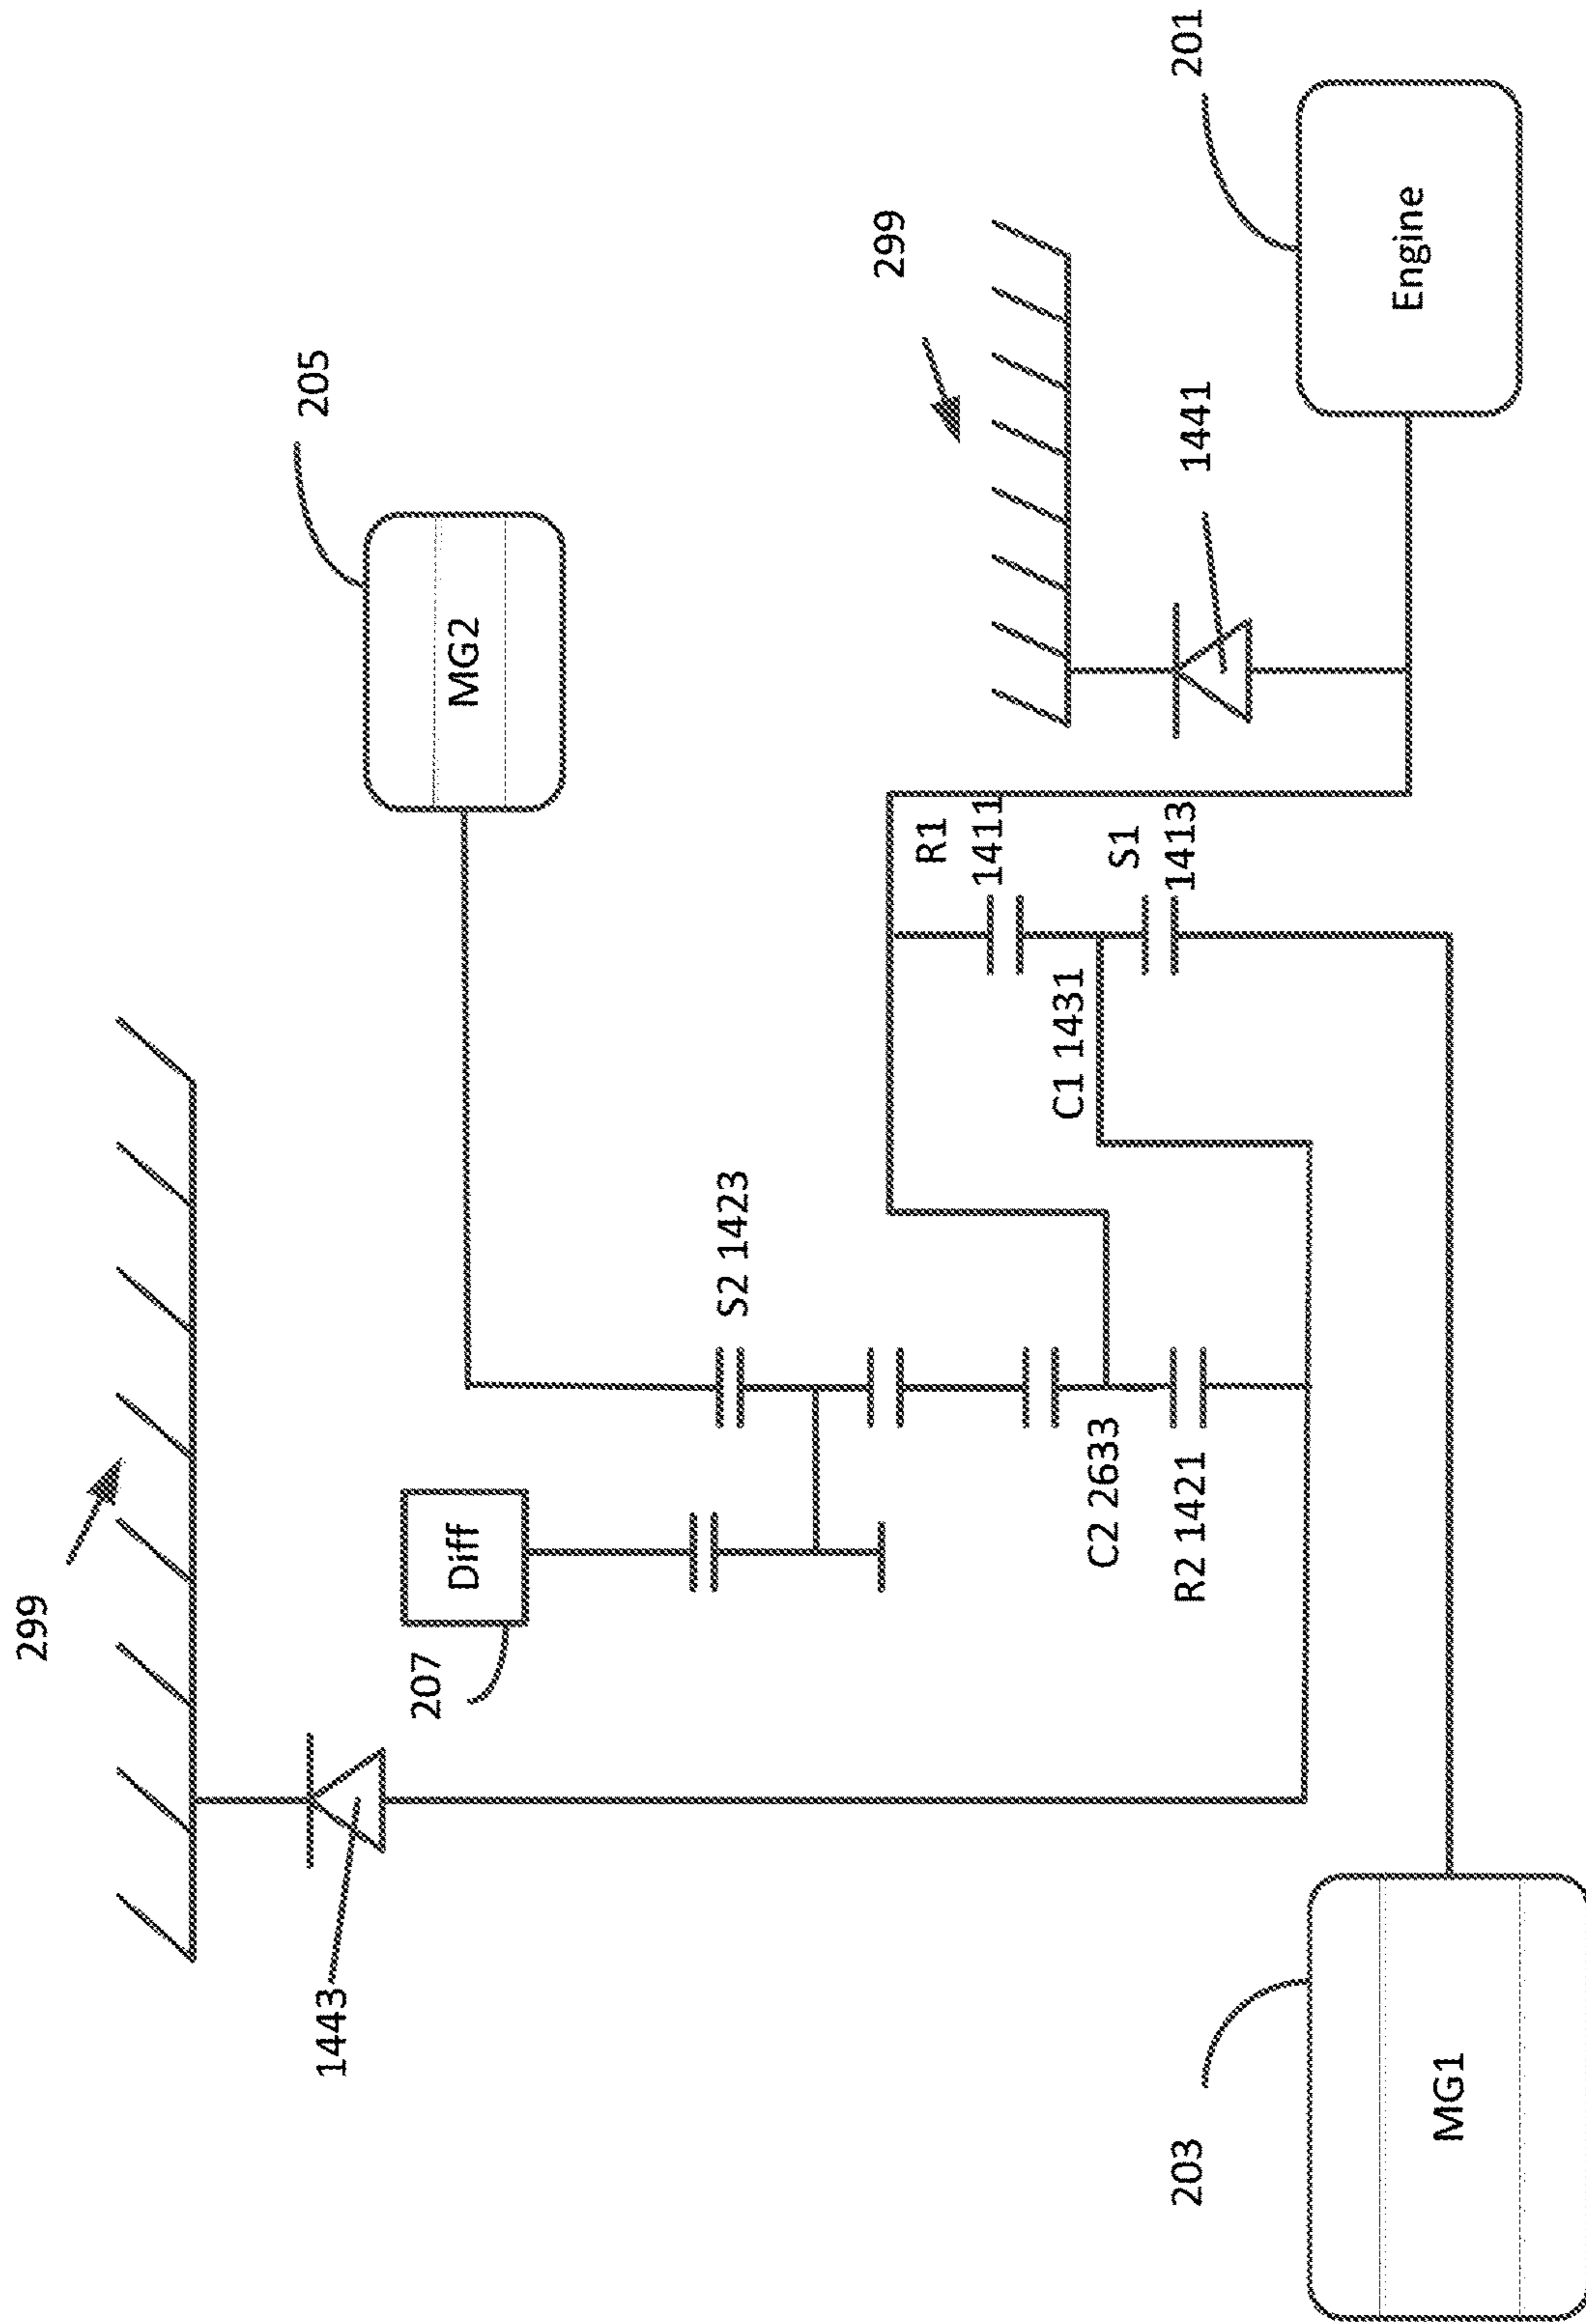 299
1443
207
Diff
S2 1423
205
MG2
299
201
Engine
1441
R1
1411
S1
1413
C1 1431
C2 2633
R2 1421
203
MG1